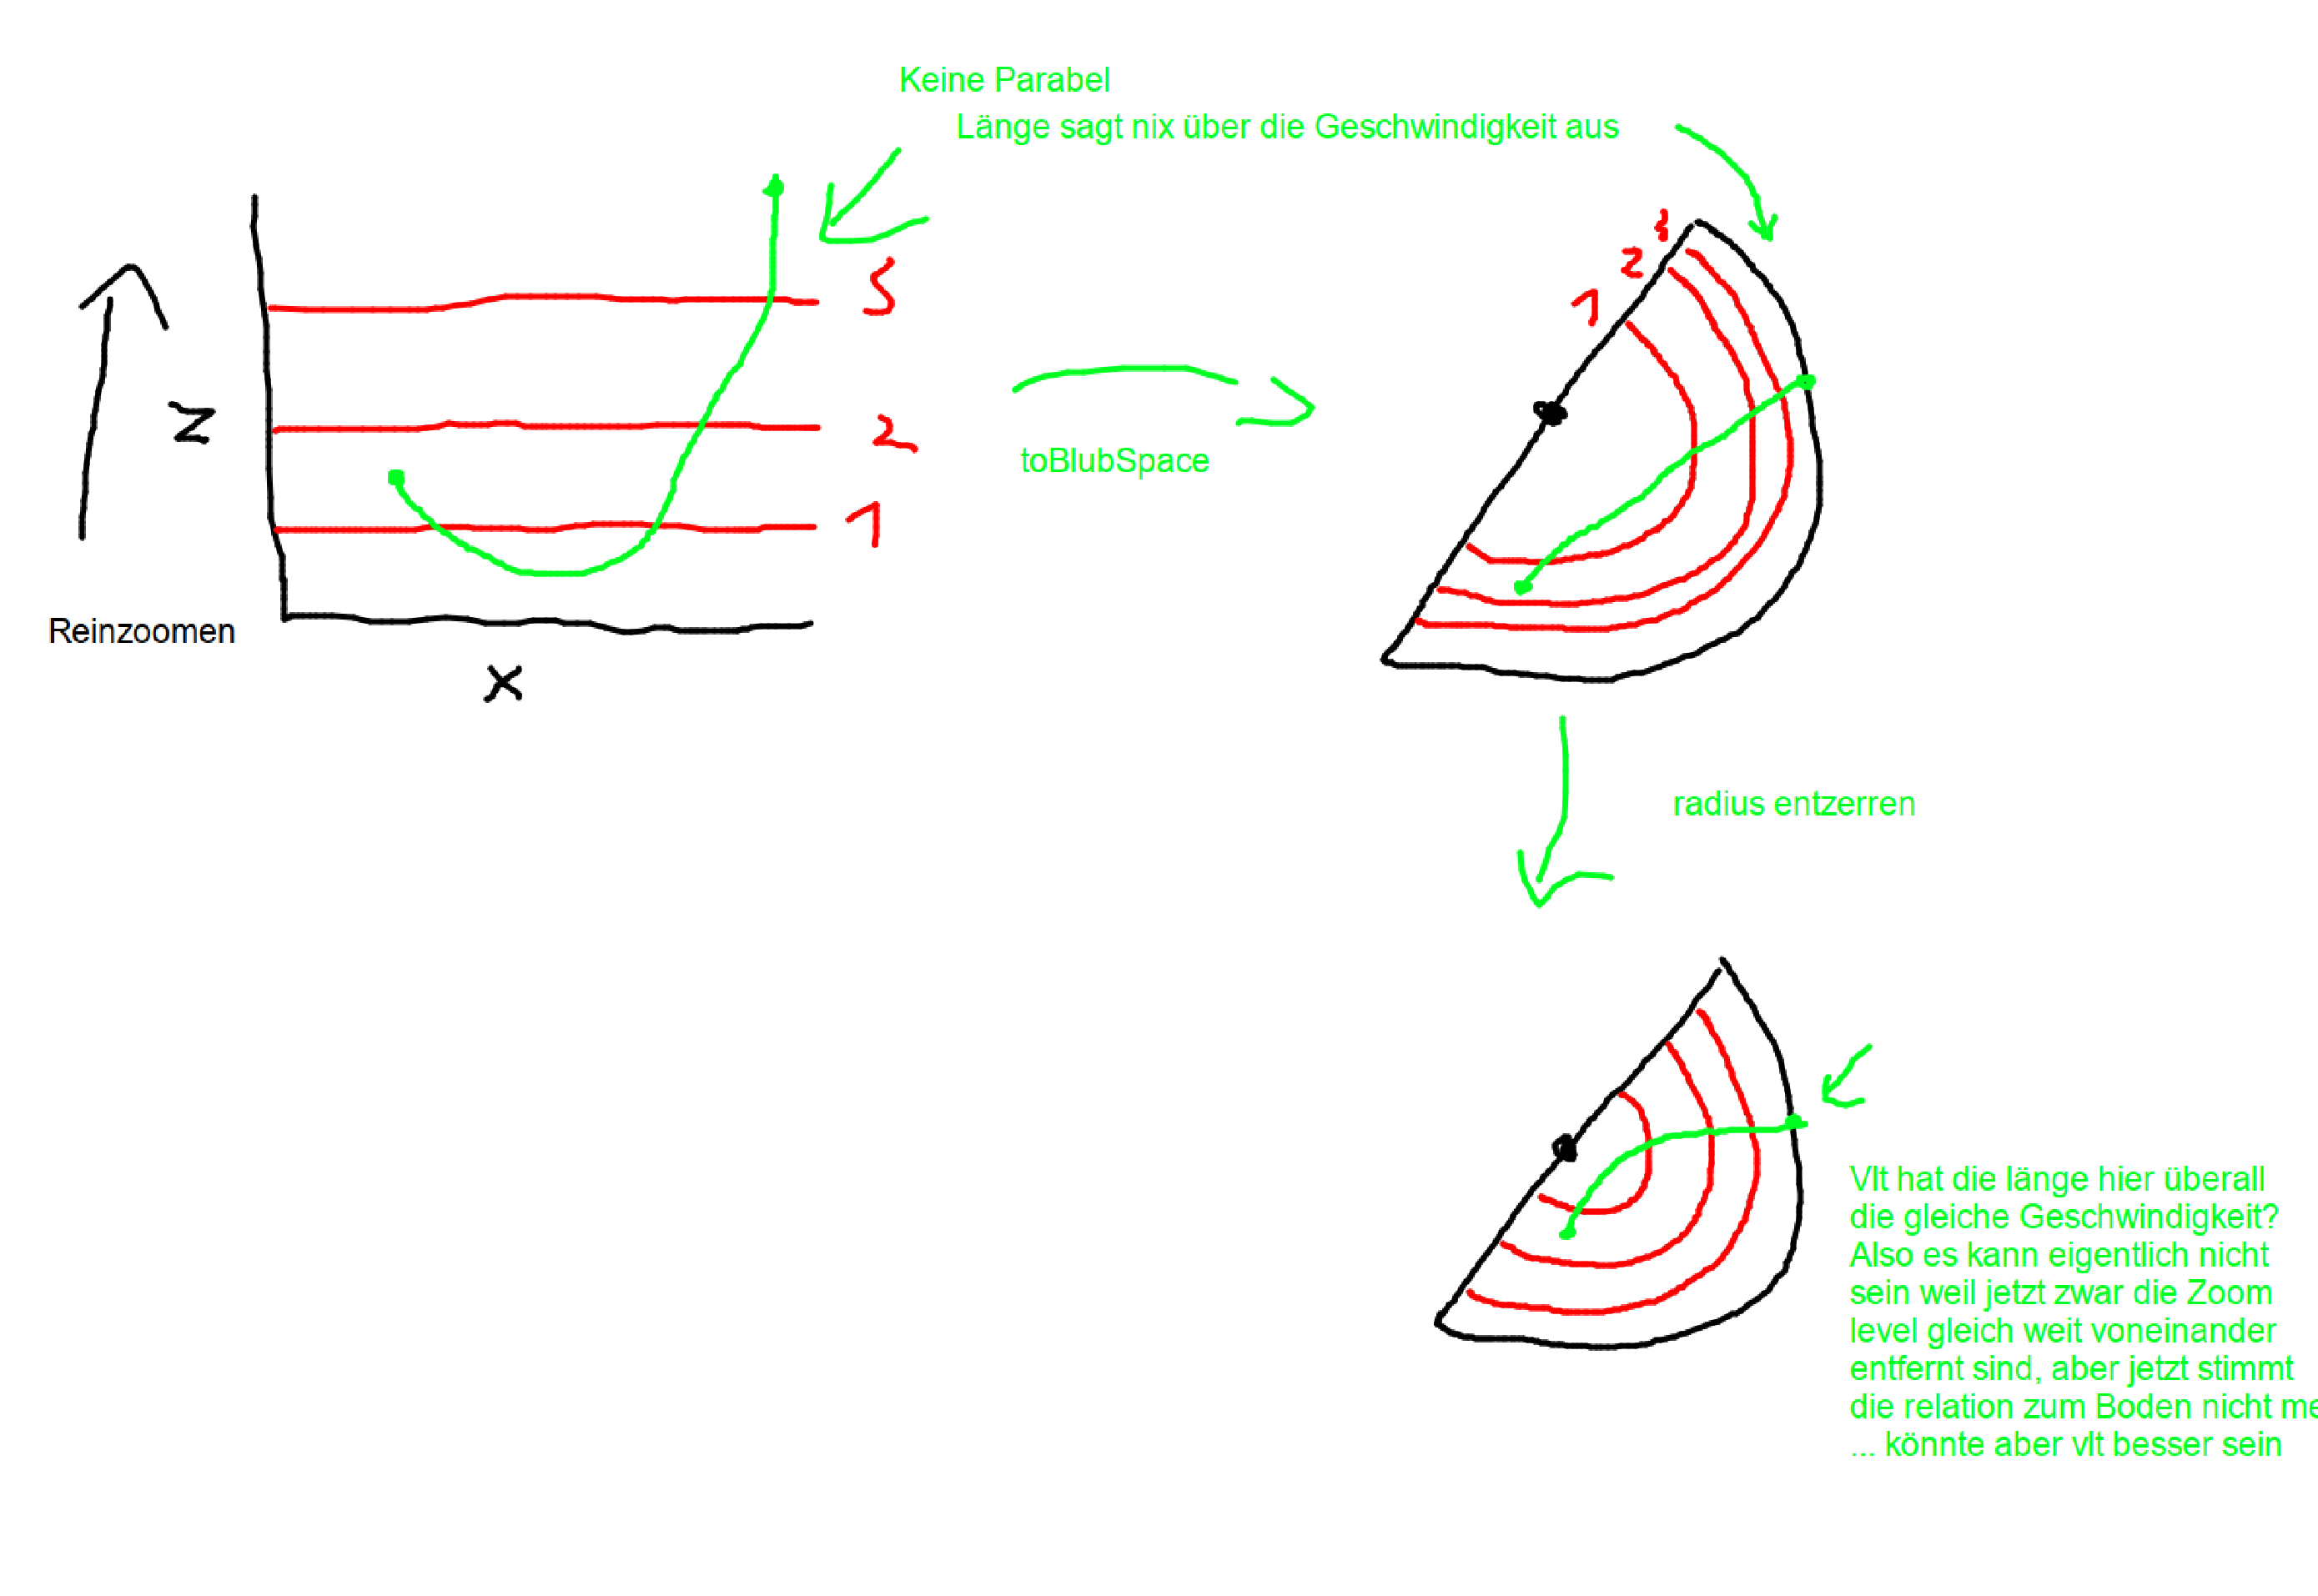 Keine Parabel
Länge sagt nix über die Geschwindigkeit aus
3
2
1
z
Reinzoomen
x
toBlubSpace
3
2
1
radius entzerren
Vlt hat die länge hier überall
die gleiche Geschwindigkeit?
Also es kann eigentlich nicht
sein weil jetzt zwar die Zoom
level gleich weit voneinander
entfernt sind, aber jetzt stimmt
die relation zum Boden nicht me
... könnte aber vlt besser sein